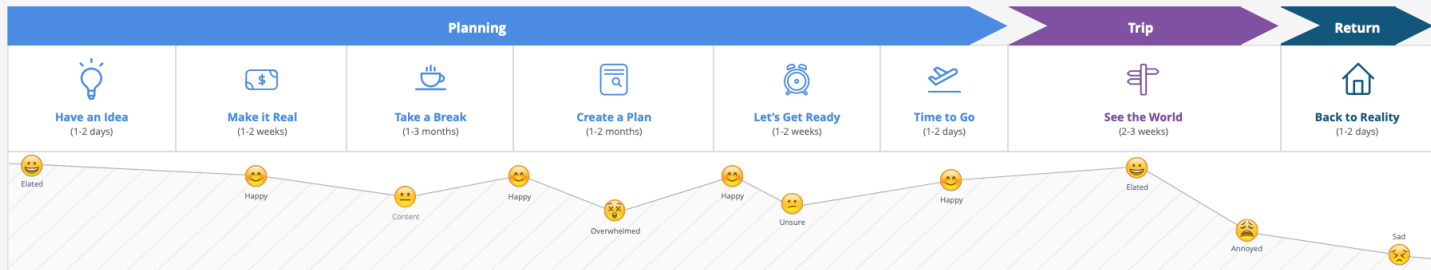 Planning
Trip
Return
Have an Idea
(1-2 days)
Make it Real
(1-2 weeks)
Take a Break
(1-3 months)
Create a Plan
(1-2 months)
Let's Get Ready
(1-2 weeks)
Time to Go
(1-2 days)
See the World
(2-3 weeks)
Back to Reality
(1-2 days)
Elated
Happy
Content
Happy
Overwhelmed
Happy
Unsure
Happy
Elated
Annoyed
Sad